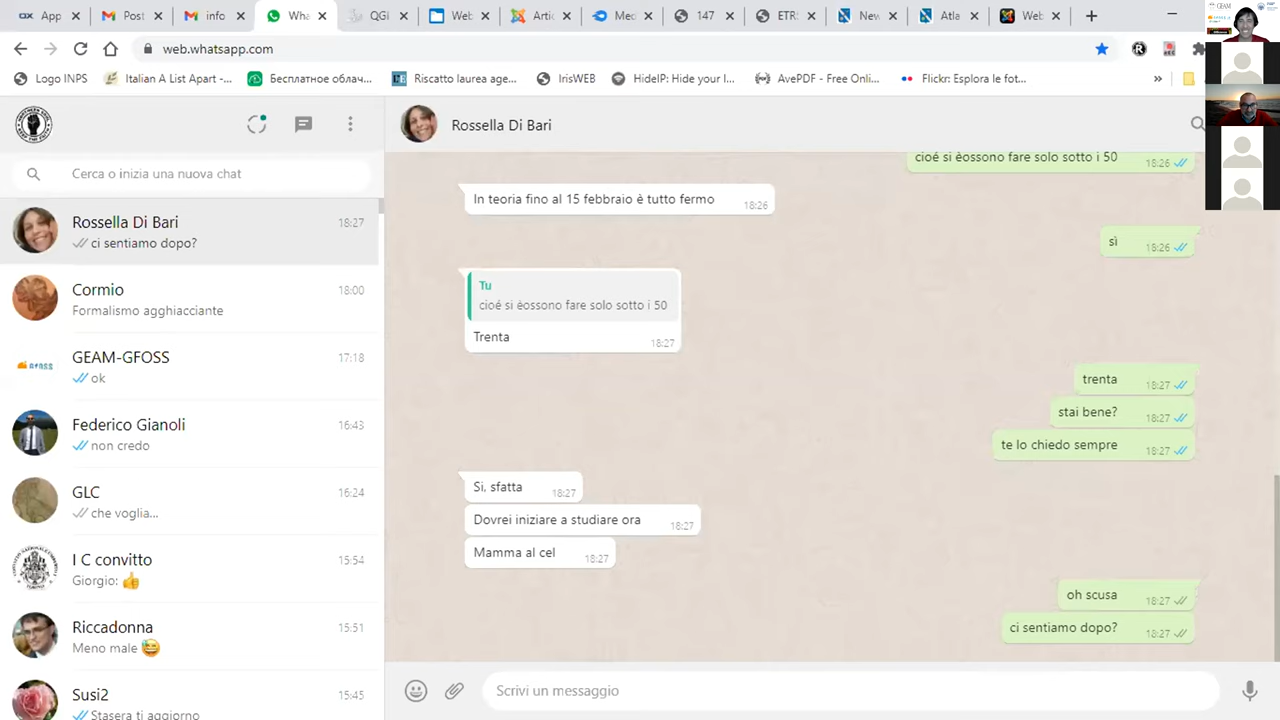 App
Post
info
Wha
QGi
Web
Arti
Med
147
ETR
New
Atla
Web
web.whatsapp.com
Logo INPS
Italian A List Apart -...
Бесплатное облач...
Riscatto laurea age...
IrisWEB
HideIP: Hide your I...
AvePDF - Free Onli...
Flickr: Esplora le fot...
»
GEAM
Cerca o inizia una nuova chat
Rossella Di Bari
18:27
ci sentiamo dopo?
Cormio
18:00
Formalismo agghiacciante
GEAM-GFOSS
17:18
ok
Federico Gianoli
16:43
non credo
GLC
16:24
che voglia...
I C convitto
15:54
Giorgio: 👍
Riccadonna
15:51
Meno male 😅
Susi2
15:45
Stasera ti aggiorno
Rossella Di Bari
cioé si èossono fare solo sotto i 50
18:26
In teoria fino al 15 febbraio è tutto fermo
18:26
sì
18:26
Tu
cioé si èossono fare solo sotto i 50
Trenta
18:27
trenta
18:27
stai bene?
18:27
te lo chiedo sempre
18:27
Si, sfatta
18:27
Dovrei iniziare a studiare ora
18:27
Mamma al cel
18:27
oh scusa
18:27
ci sentiamo dopo?
18:27
Scrivi un messaggio